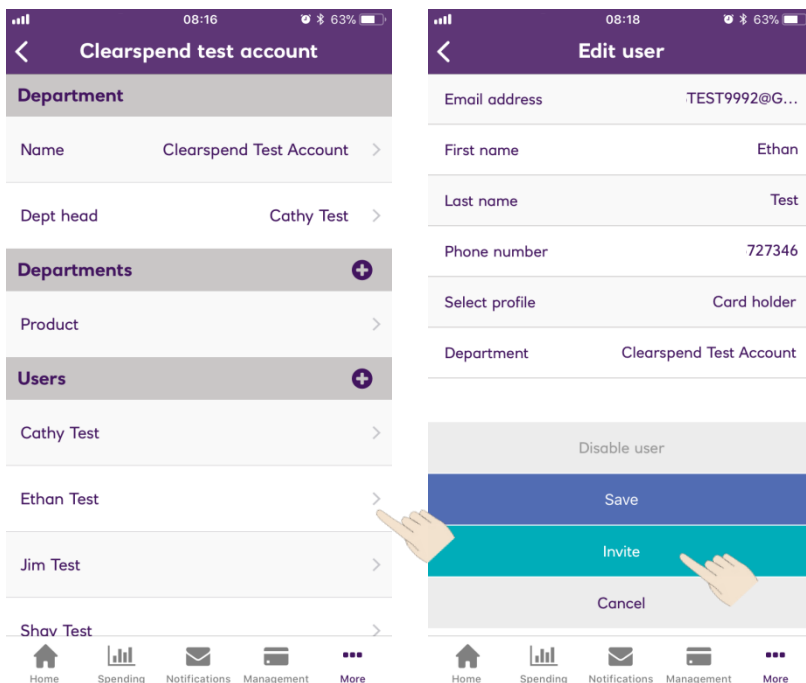 08:16
63%
Clearspend test account
Department
Name Clearspend Test Account
Dept head Cathy Test
Departments
Product
Users
Cathy Test
Ethan Test
Jim Test
Shay Test
Home Spending Notifications Management More
08:18
63%
Edit user
Email address TEST9992@G...
First name Ethan
Last name Test
Phone number 727346
Select profile Card holder
Department Clearspend Test Account
Disable user
Save
Invite
Cancel
Home Spending Notifications Management More